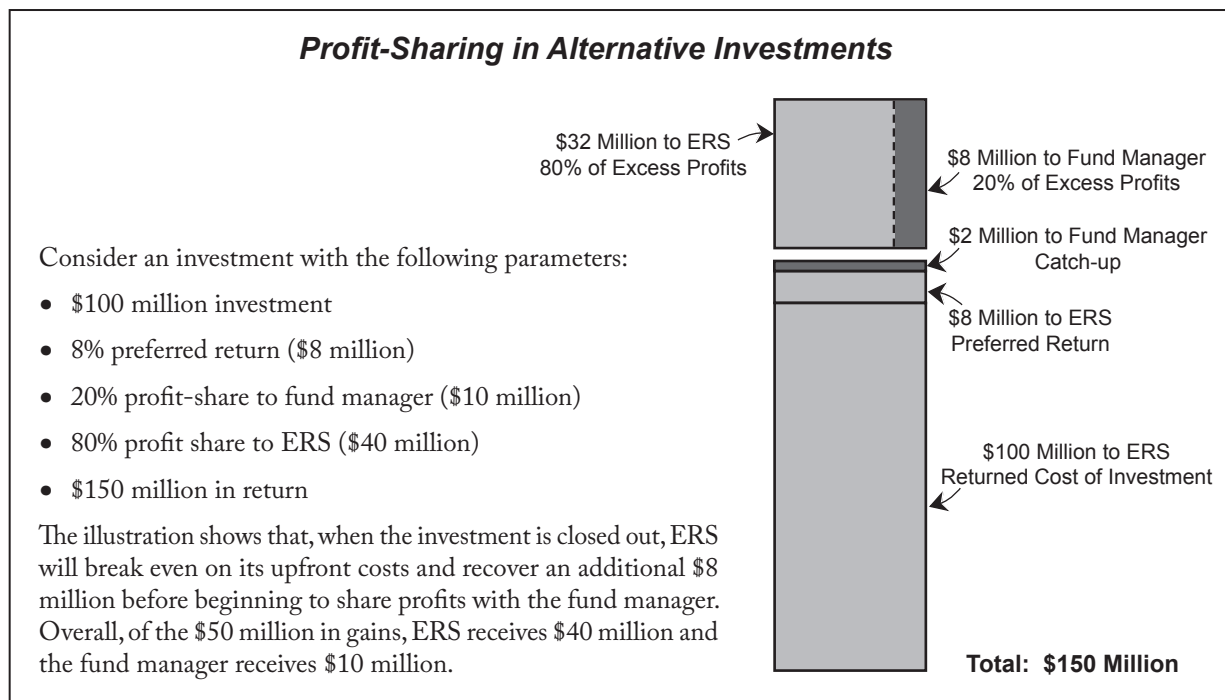 Profit-Sharing in Alternative Investments
$32 Million to ERS
80% of Excess Profits
$8 Million to Fund Manager
20% of Excess Profits
$2 Million to Fund Manager
Catch-up
$8 Million to ERS
Preferred Return
$100 Million to ERS
Returned Cost of Investment
Consider an investment with the following parameters:
• $100 million investment
• 8% preferred return ($8 million)
• 20% profit-share to fund manager ($10 million)
• 80% profit share to ERS ($40 million)
• $150 million in return
The illustration shows that, when the investment is closed out, ERS
will break even on its upfront costs and recover an additional $8
million before beginning to share profits with the fund manager.
Overall, of the $50 million in gains, ERS receives $40 million and
the fund manager receives $10 million.
Total: $150 Million